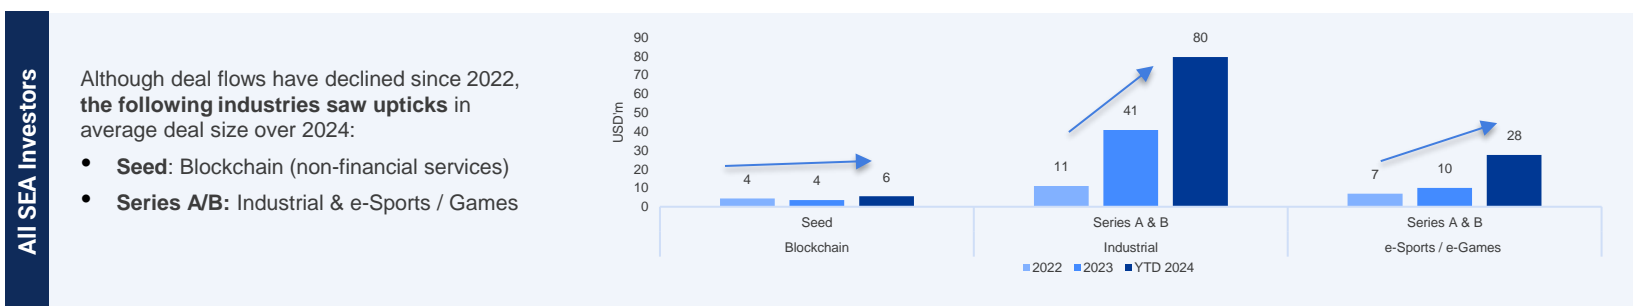 All SEA Investors
Although deal flows have declined since 2022,
the following industries saw upticks in
average deal size over 2024:
• Seed: Blockchain (non-financial services)
• Series A/B: Industrial & e-Sports / Games
USD'm
90
80
70
60
50
40
30
20
10
0
4
4
6
11
41
80
7
10
28
Seed
Series A & B
Series A & B
Blockchain
Industrial
e-Sports / e-Games
2022 2023 YTD 2024